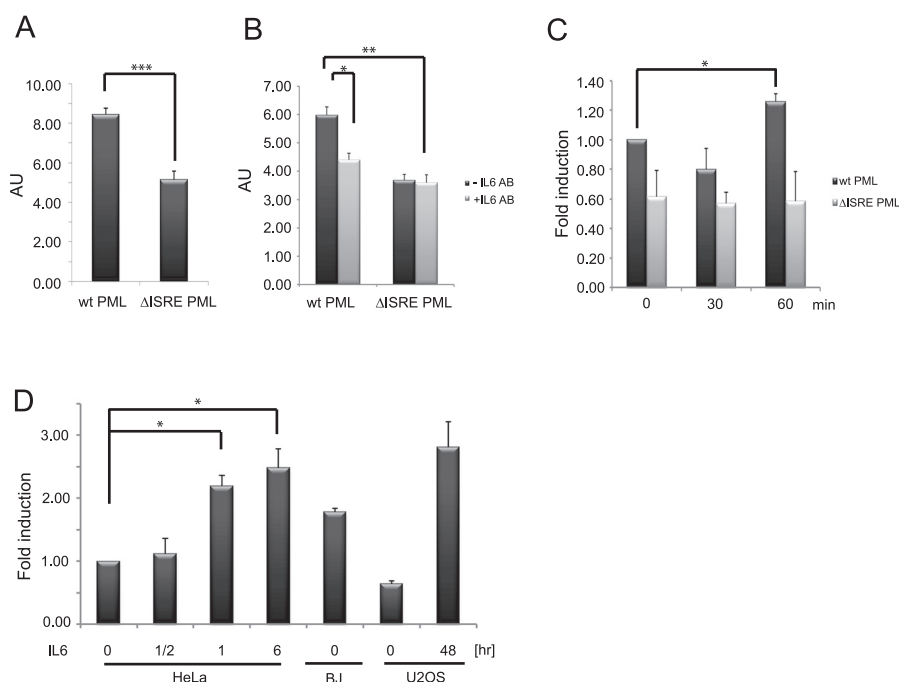 A
***
AU
10.00
8.00
6.00
4.00
2.00
0.00
wt PML
ΔISRE PML
B
**
*
AU
7.00
6.00
5.00
4.00
3.00
2.00
1.00
0.00
- IL6 AB
+IL6 AB
wt PML
ΔISRE PML
C
*
Fold induction
1.40
1.20
1.00
0.80
0.60
0.40
0.20
0.00
wt PML
ΔISRE PML
0 30 60 min
D
*
*
Fold induction
3.00
2.00
1.00
0.00
IL6 0 1/2 1 6 0 0 48 [hr]
HeLa BJ U2OS